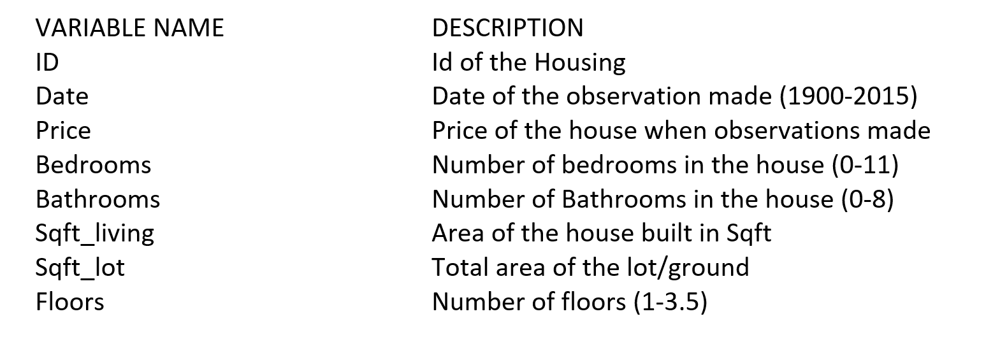 VARIABLE NAME DESCRIPTION
ID Id of the Housing
Date Date of the observation made (1900-2015)
Price Price of the house when observations made
Bedrooms Number of bedrooms in the house (0-11)
Bathrooms Number of Bathrooms in the house (0-8)
Sqft_living Area of the house built in Sqft
Sqft_lot Total area of the lot/ground
Floors Number of floors (1-3.5)